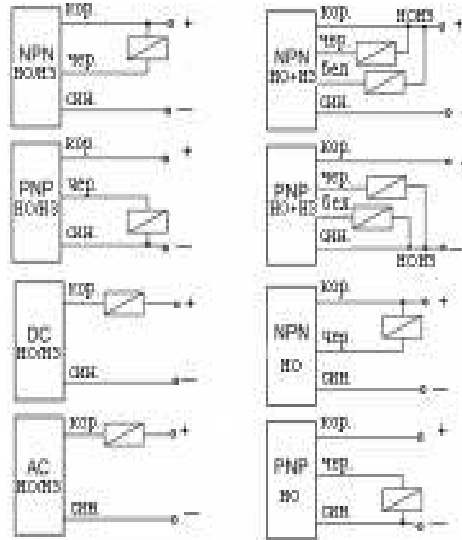 кор. +
NPN
НО/НЗ
чер.
син. —
кор. +
PNP
НО/НЗ
чер.
син. —
кор. +
DC
НО/НЗ
син. —
кор. +
AC
НО/НЗ
син. —
кор. НО НЗ +
чер.
NPN
НО+НЗ
бел
син. —
кор.
чер.
PNP
НО+НЗ
бел
син. —
НО НЗ
кор. +
NPN
чер
НО
син —
кор. +
PNP
чер.
НО
син —